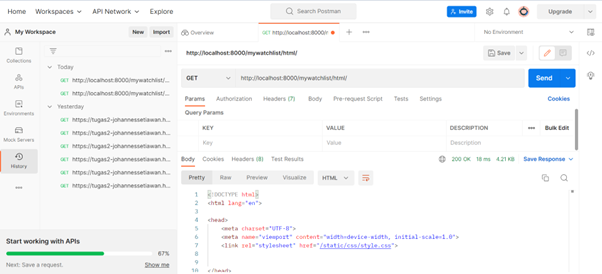 Home Workspaces API Network Explore Search Postman Invite Upgrade
My Workspace New Import
Overview GET http://localhost:8000/r No Environment
http://localhost:8000/mywatchlist/html/ Save
Collections
APIs
Environments
Mock Servers
History
Today
GET http://localhost:8000/mywatchlist/...
GET http://localhost:8000/mywatchlist/...
Yesterday
GET https://tugas2-johannessetiawan.h...
GET https://tugas2-johannessetiawan.h...
GET https://tugas2-johannessetiawan.h...
GET https://tugas2-johannessetiawan.h...
GET https://tugas2-johannessetiawan.h...
GET https://tugas2-johannessetiawan.h...
Start working with APIs
67%
Next: Save a request. Show me
GET http://localhost:8000/mywatchlist/html/ Send
Params Authorization Headers (7) Body Pre-request Script Tests Settings Cookies
Query Params
KEY VALUE DESCRIPTION Bulk Edit
Key Value Description
Body Cookies Headers (8) Test Results 200 OK 18 ms 4.21 KB Save Response
Pretty Raw Preview Visualize HTML
1 <!DOCTYPE html>
2 <html lang="en">
3
4 <head>
5 <meta charset="UTF-8">
6 <meta name="viewport" content="width=device-width, initial-scale=1.0">
7 <link rel="stylesheet" href="/static/css/style.css">
8
9
10 </head>